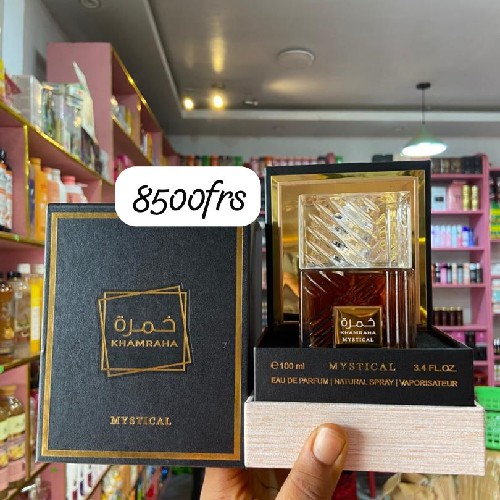 8500frs
خمرة
KHAMRAHA
MYSTICAL
خمرة
KHAMRAHA
MYSTICAL
℮ 100 ml MYSTICAL 3.4 FL.OZ.
EAU DE PARFUM | NATURAL SPRAY | VAPORISATEUR